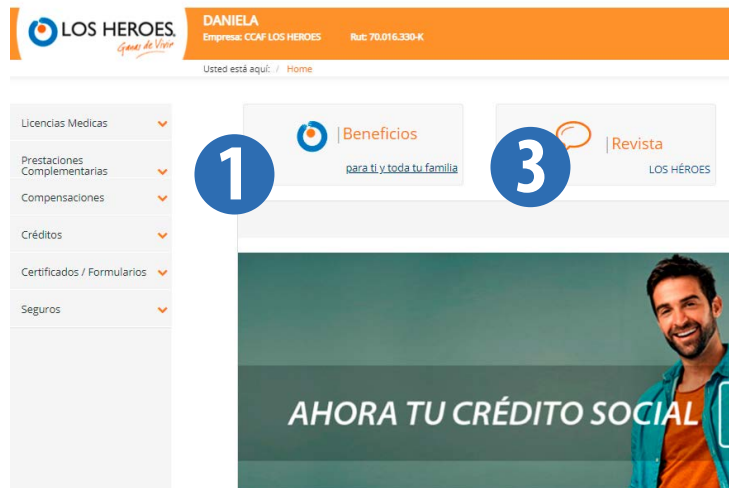 LOS HEROES.
Ganas de Vivir
DANIELA
Empresa: CCAF LOS HEROES Rut: 70.016.330-K
Usted está aquí: / Home
Licencias Medicas
Prestaciones
Complementarias
Compensaciones
Créditos
Certificados / Formularios
Seguros
1
|Beneficios
para ti y toda tu familia
3
|Revista
LOS HÉROES
AHORA TU CRÉDITO SOCIAL